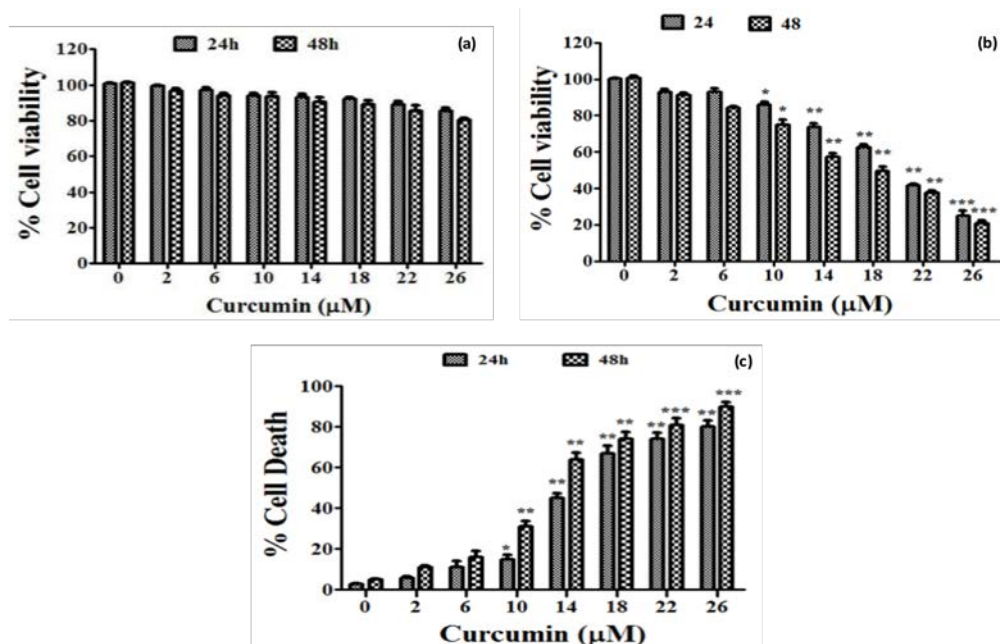 24h 48h (a)
120
100
80
60
40
20
0
% Cell viability
0 2 6 10 14 18 22 26
Curcumin (µM)
24 48 (b)
120
100
80
60
40
20
0
% Cell viability
* * ** ** ** ** ** ** *** ***
0 2 6 10 14 18 22 26
Curcumin (µM)
24h 48h (c)
100
80
60
40
20
0
% Cell Death
* ** ** ** ** ** ** *** ** ***
0 2 6 10 14 18 22 26
Curcumin (µM)